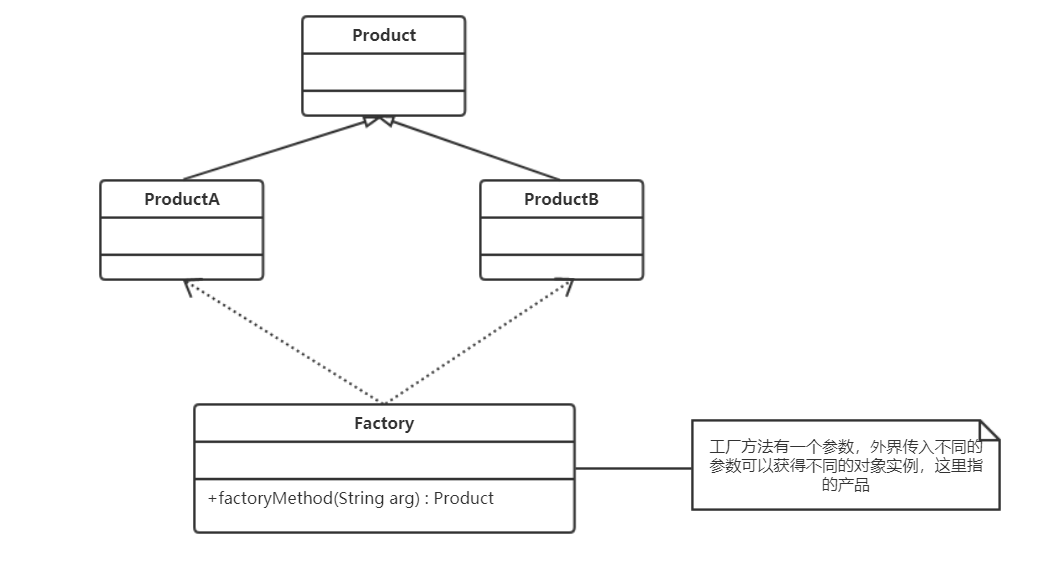 Product
ProductA
ProductB
Factory
+factoryMethod(String arg) : Product
工厂方法有一个参数，外界传入不同的
参数可以获得不同的对象实例，这里指
的产品